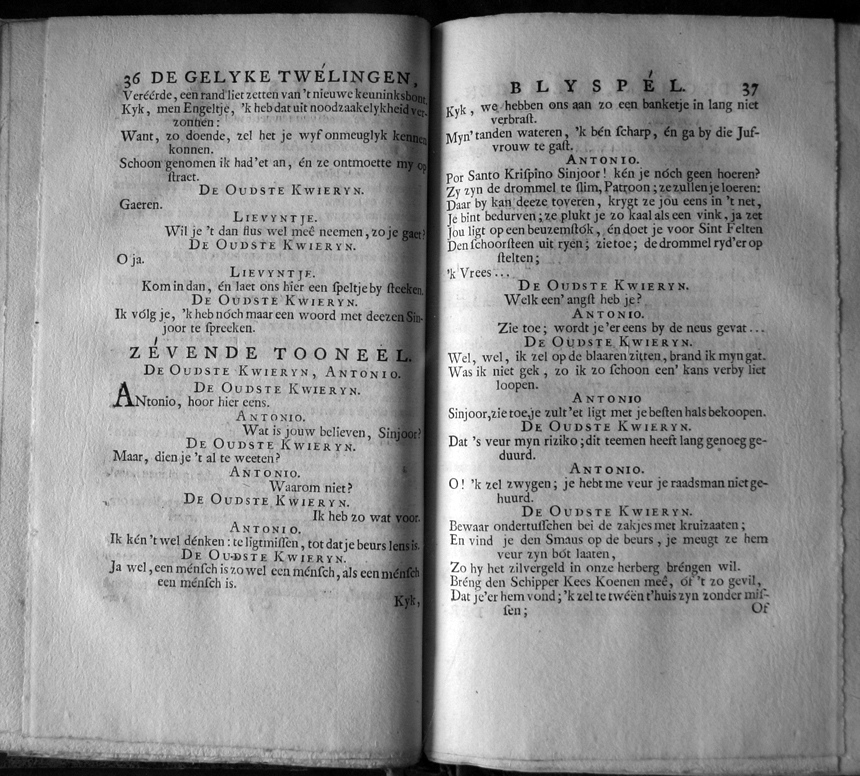 36 DE GELYKE TWÉLINGEN,
Veréérde, een rand liet zetten van 't nieuwe keuninksbont,
Kyk, men Engeltje, 'k heb dat uit noodzaakelykheid ver-
zonnen:
Want, zo doende, zel het je wyf onmeuglyk kennen
konnen.
Schoon genomen ik had'et an, én ze ontmoette my op
ſtraet.
DE OUDSTE KWIERYN.
Gaeren.
LIEVYNTJE.
Wil je 't dan flus wel meê neemen, zo je gaet?
DE OUDSTE KWIERYN.
O ja.
LIEVYNTJE.
Kom in dan, én laet ons hier een ſpeltje by ſteeken.
DE OUDSTE KWIERYN.
Ik vólg je, 'k heb nóch maar een woord met deezen Sin-
joor te ſpreeken.
ZÉVENDE TOONEEL.
DE OUDSTE KWIERYN, ANTONIO.
DE OUDSTE KWIERYN.
ANtonio, hoor hier eens.
ANTONIO.
Wat is jouw believen, Sinjoor?
DE OUDSTE KWIERYN.
Maar, dien je 't al te weeten?
ANTONIO.
Waarom niet?
DE OUDSTE KWIERYN.
Ik heb zo wat voor.
ANTONIO.
Ik kén 't wel dénken: te ligtmiſſen, tot dat je beurs lens is.
DE OUDSTE KWIERYN.
Ja wel, een ménſch is zo wel een ménſch, als een ménſch
een ménſch is.
Kyk,
BLYSPÉL. 37
Kyk, we hebben ons aan zo een banketje in lang niet
verbraſt.
Myn' tanden wateren, 'k bén ſcharp, én ga by die Juf-
vrouw te gaſt.
ANTONIO.
Por Santo Kriſpino Sinjoor! kén je nóch geen hoeren?
Zy zyn de drommel te ſlim, Patroon; ze zullen je loeren:
Daar by kan deeze toveren, krygt ze jou eens in 't net,
Je bint bedurven; ze plukt je zo kaal als een vink, ja zet
Jou ligt op een beuzemſtók, én doet je voor Sint Felten
Den ſchoorſteen uit ryen; zie toe; de drommel ryd'er op
ſtelten;
'k Vrees...
DE OUDSTE KWIERYN.
Welk een' angſt heb je?
ANTONIO.
Zie toe; wordt je'er eens by de neus gevat...
DE OUDSTE KWIERYN.
Wel, wel, ik zel op de blaaren zitten, brand ik myn gat.
Was ik niet gek, zo ik zo ſchoon een' kans verby liet
loopen.
ANTONIO
Sinjoor, zie toe, je zult 'et ligt met je beſten hals bekoopen.
DE OUDSTE KWIERYN.
Dat 's veur myn riziko; dit teemen heeft lang genoeg ge-
duurd.
ANTONIO.
O! 'k zel zwygen; je hebt me veur je raadsman niet ge-
huurd.
DE OUDSTE KWIERYN.
Bewaar ondertuſſchen bei de zakjes met kruizaaten;
En vind je den Smaus op de beurs, je meugt ze hem
veur zyn bót laaten,
Zo hy het zilvergeld in onze herberg bréngen wil.
Bréng den Schipper Kees Koenen meê, óf 't zo gevil,
Dat je'er hem vond; 'k zel te twéën t'huis zyn zonder miſ-
ſen;
Of